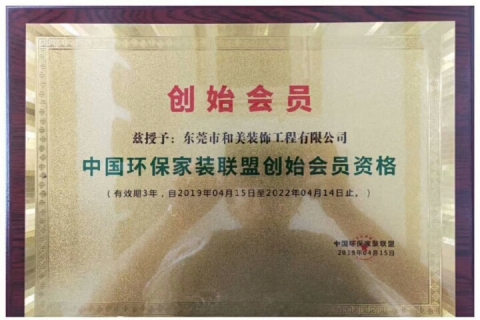 创始会员
兹授予：东莞市和美装饰工程有限公司
中国环保家装联盟创始会员资格
（有效期3年，自2019年04月15日至2022年04月14日止。）
中国环保家装联盟
2019年04月15日